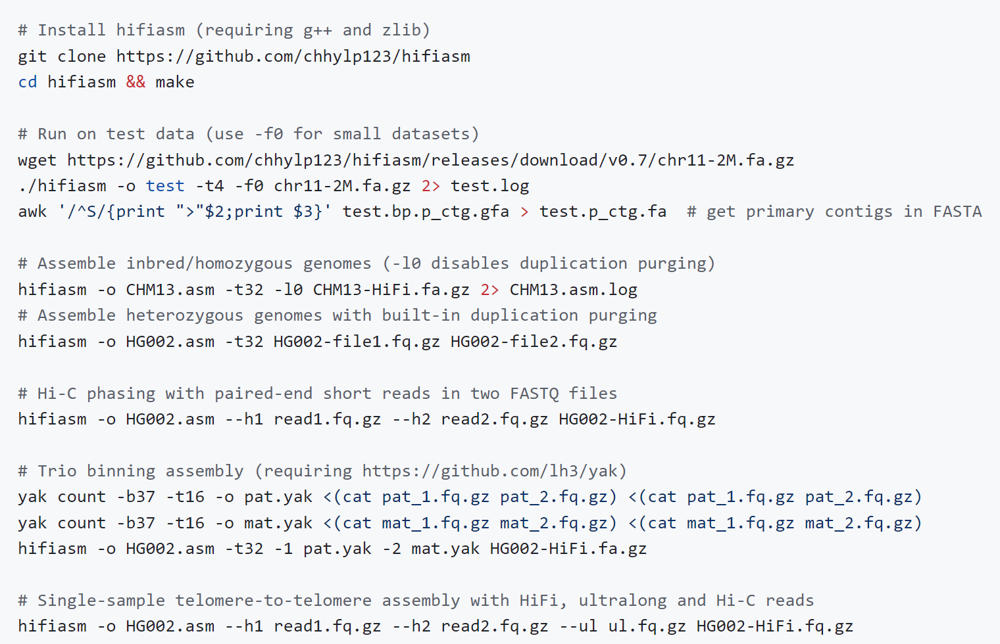 # Install hifiasm (requiring g++ and zlib)
git clone https://github.com/chhylp123/hifiasm
cd hifiasm && make
# Run on test data (use -f0 for small datasets)
wget https://github.com/chhylp123/hifiasm/releases/download/v0.7/chr11-2M.fa.gz
./hifiasm -o test -t4 -f0 chr11-2M.fa.gz 2> test.log
awk '/^S/{print ">"$2;print $3}' test.bp.p_ctg.gfa > test.p_ctg.fa  # get primary contigs in FASTA
# Assemble inbred/homozygous genomes (-l0 disables duplication purging)
hifiasm -o CHM13.asm -t32 -l0 CHM13-HiFi.fa.gz 2> CHM13.asm.log
# Assemble heterozygous genomes with built-in duplication purging
hifiasm -o HG002.asm -t32 HG002-file1.fq.gz HG002-file2.fq.gz
# Hi-C phasing with paired-end short reads in two FASTQ files
hifiasm -o HG002.asm --h1 read1.fq.gz --h2 read2.fq.gz HG002-HiFi.fq.gz
# Trio binning assembly (requiring https://github.com/lh3/yak)
yak count -b37 -t16 -o pat.yak <(cat pat_1.fq.gz pat_2.fq.gz) <(cat pat_1.fq.gz pat_2.fq.gz)
yak count -b37 -t16 -o mat.yak <(cat mat_1.fq.gz mat_2.fq.gz) <(cat mat_1.fq.gz mat_2.fq.gz)
hifiasm -o HG002.asm -t32 -1 pat.yak -2 mat.yak HG002-HiFi.fa.gz
# Single-sample telomere-to-telomere assembly with HiFi, ultralong and Hi-C reads
hifiasm -o HG002.asm --h1 read1.fq.gz --h2 read2.fq.gz --ul ul.fq.gz HG002-HiFi.fq.gz